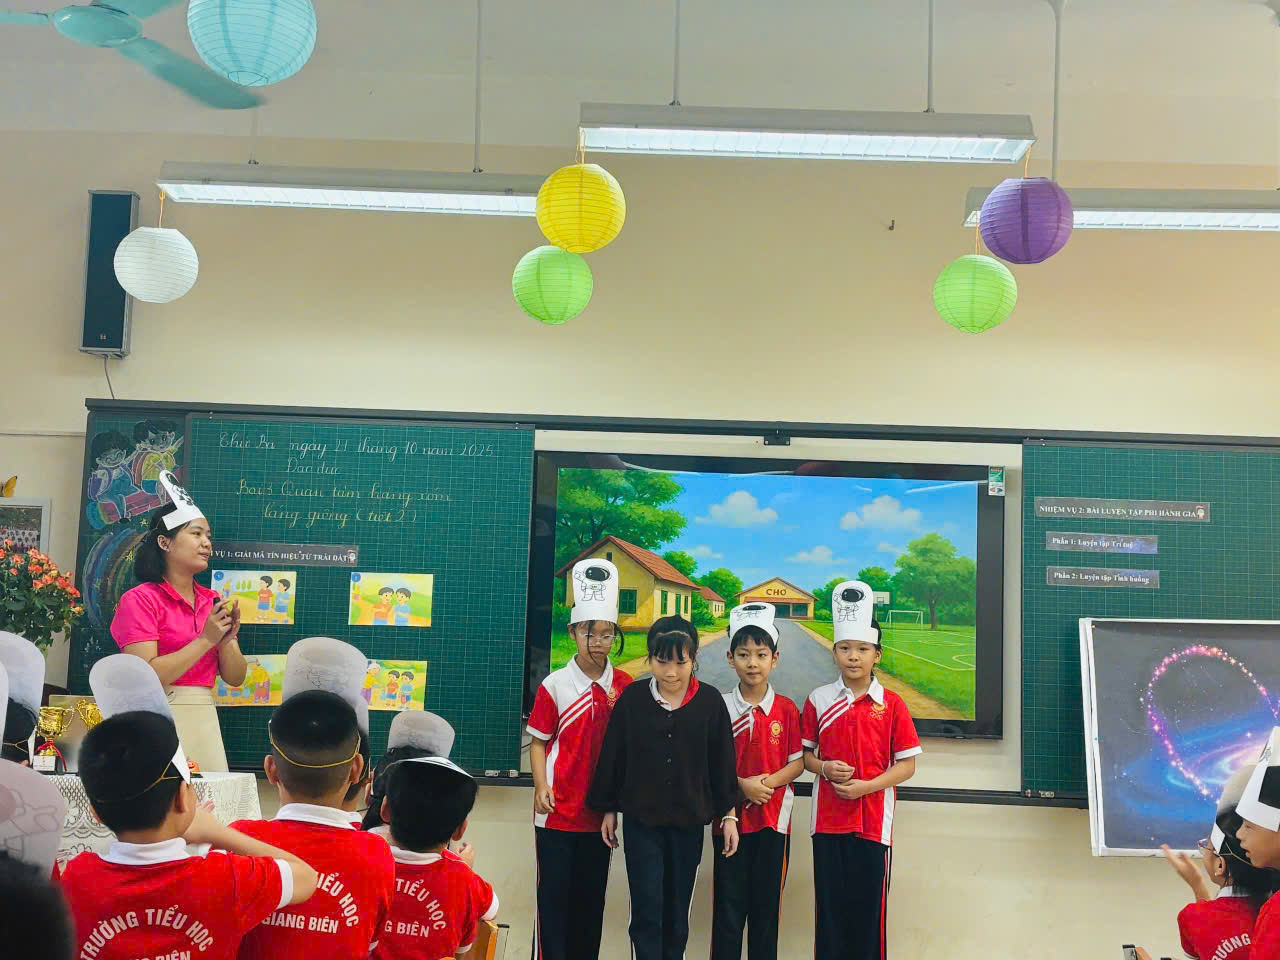 Thứ Ba ngày 21 tháng 10 năm 2025
Đạo đức
Bài 3 Quan tâm hàng xóm
láng giềng (tiết 2)
VỤ 1: GIẢI MÃ TÍN HIỆU TỪ TRÁI ĐẤT
CHỢ
NHIỆM VỤ 2: BÀI LUYỆN TẬP PHI HÀNH GIA
Phần 1: Luyện tập Trí tuệ
Phần 2: Luyện tập Tình huống
TRƯỜNG TIỂU HỌC
GIANG BIÊN
TIỂU HỌC
BIÊN